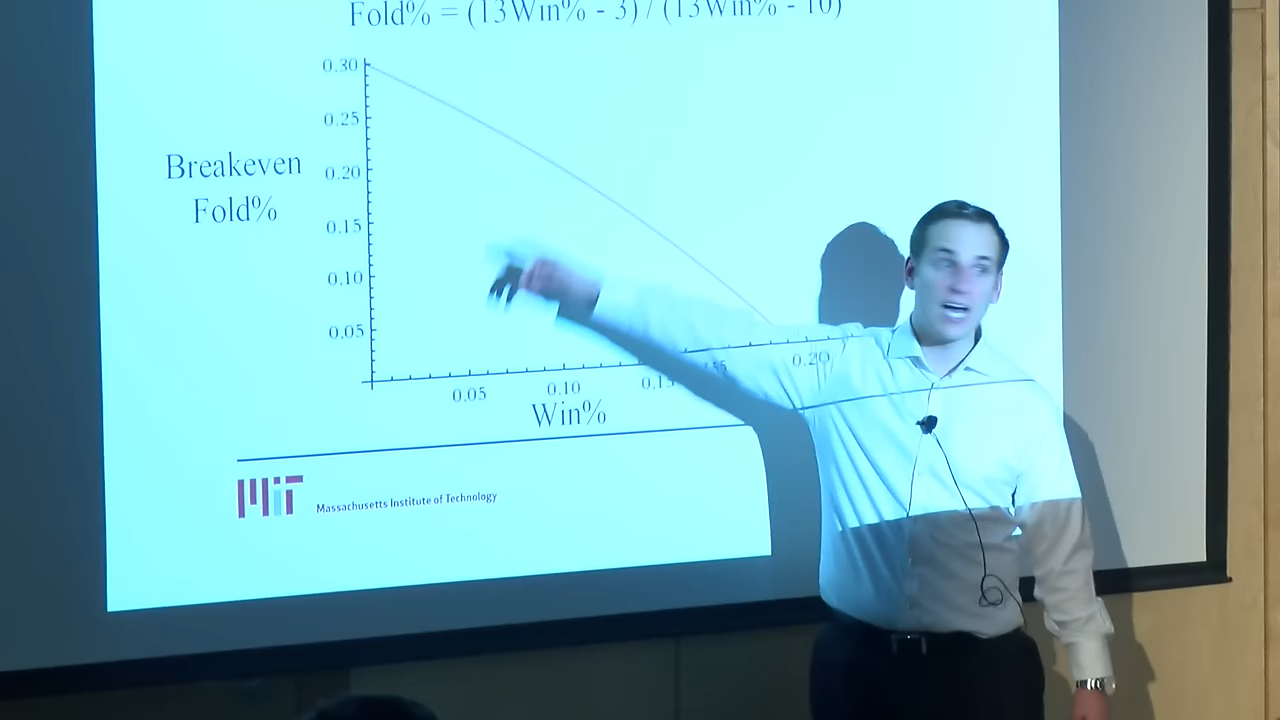 Fold% = (13Win% - 3) / (13Win% - 10)
0.30
0.25
Breakeven
Fold%
0.20
0.15
0.10
0.05
0.05
0.10
0.20
Win%
MIT
Massachusetts Institute of Technology